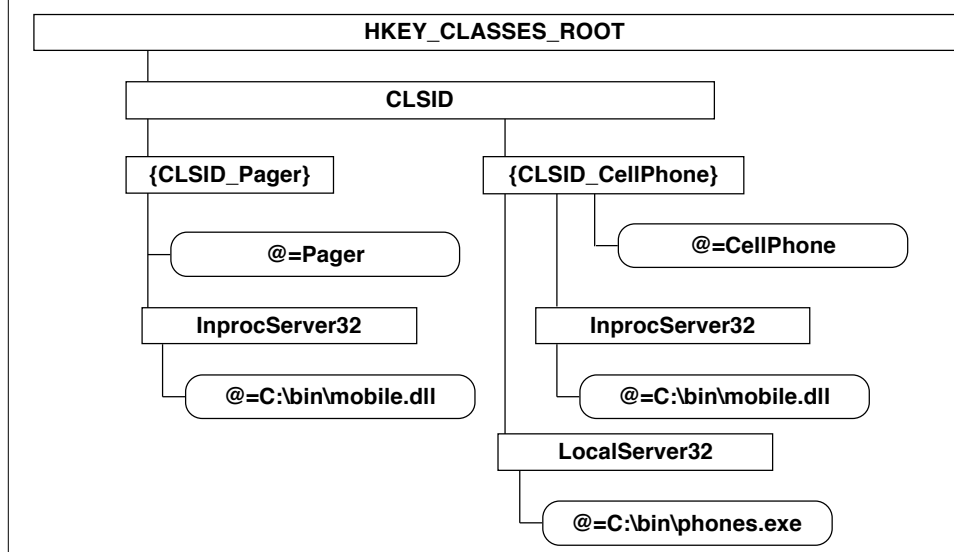 HKEY_CLASSES_ROOT
CLSID
{CLSID_Pager}
{CLSID_CellPhone}
@=Pager
@=CellPhone
InprocServer32
InprocServer32
@=C:\bin\mobile.dll
@=C:\bin\mobile.dll
LocalServer32
@=C:\bin\phones.exe